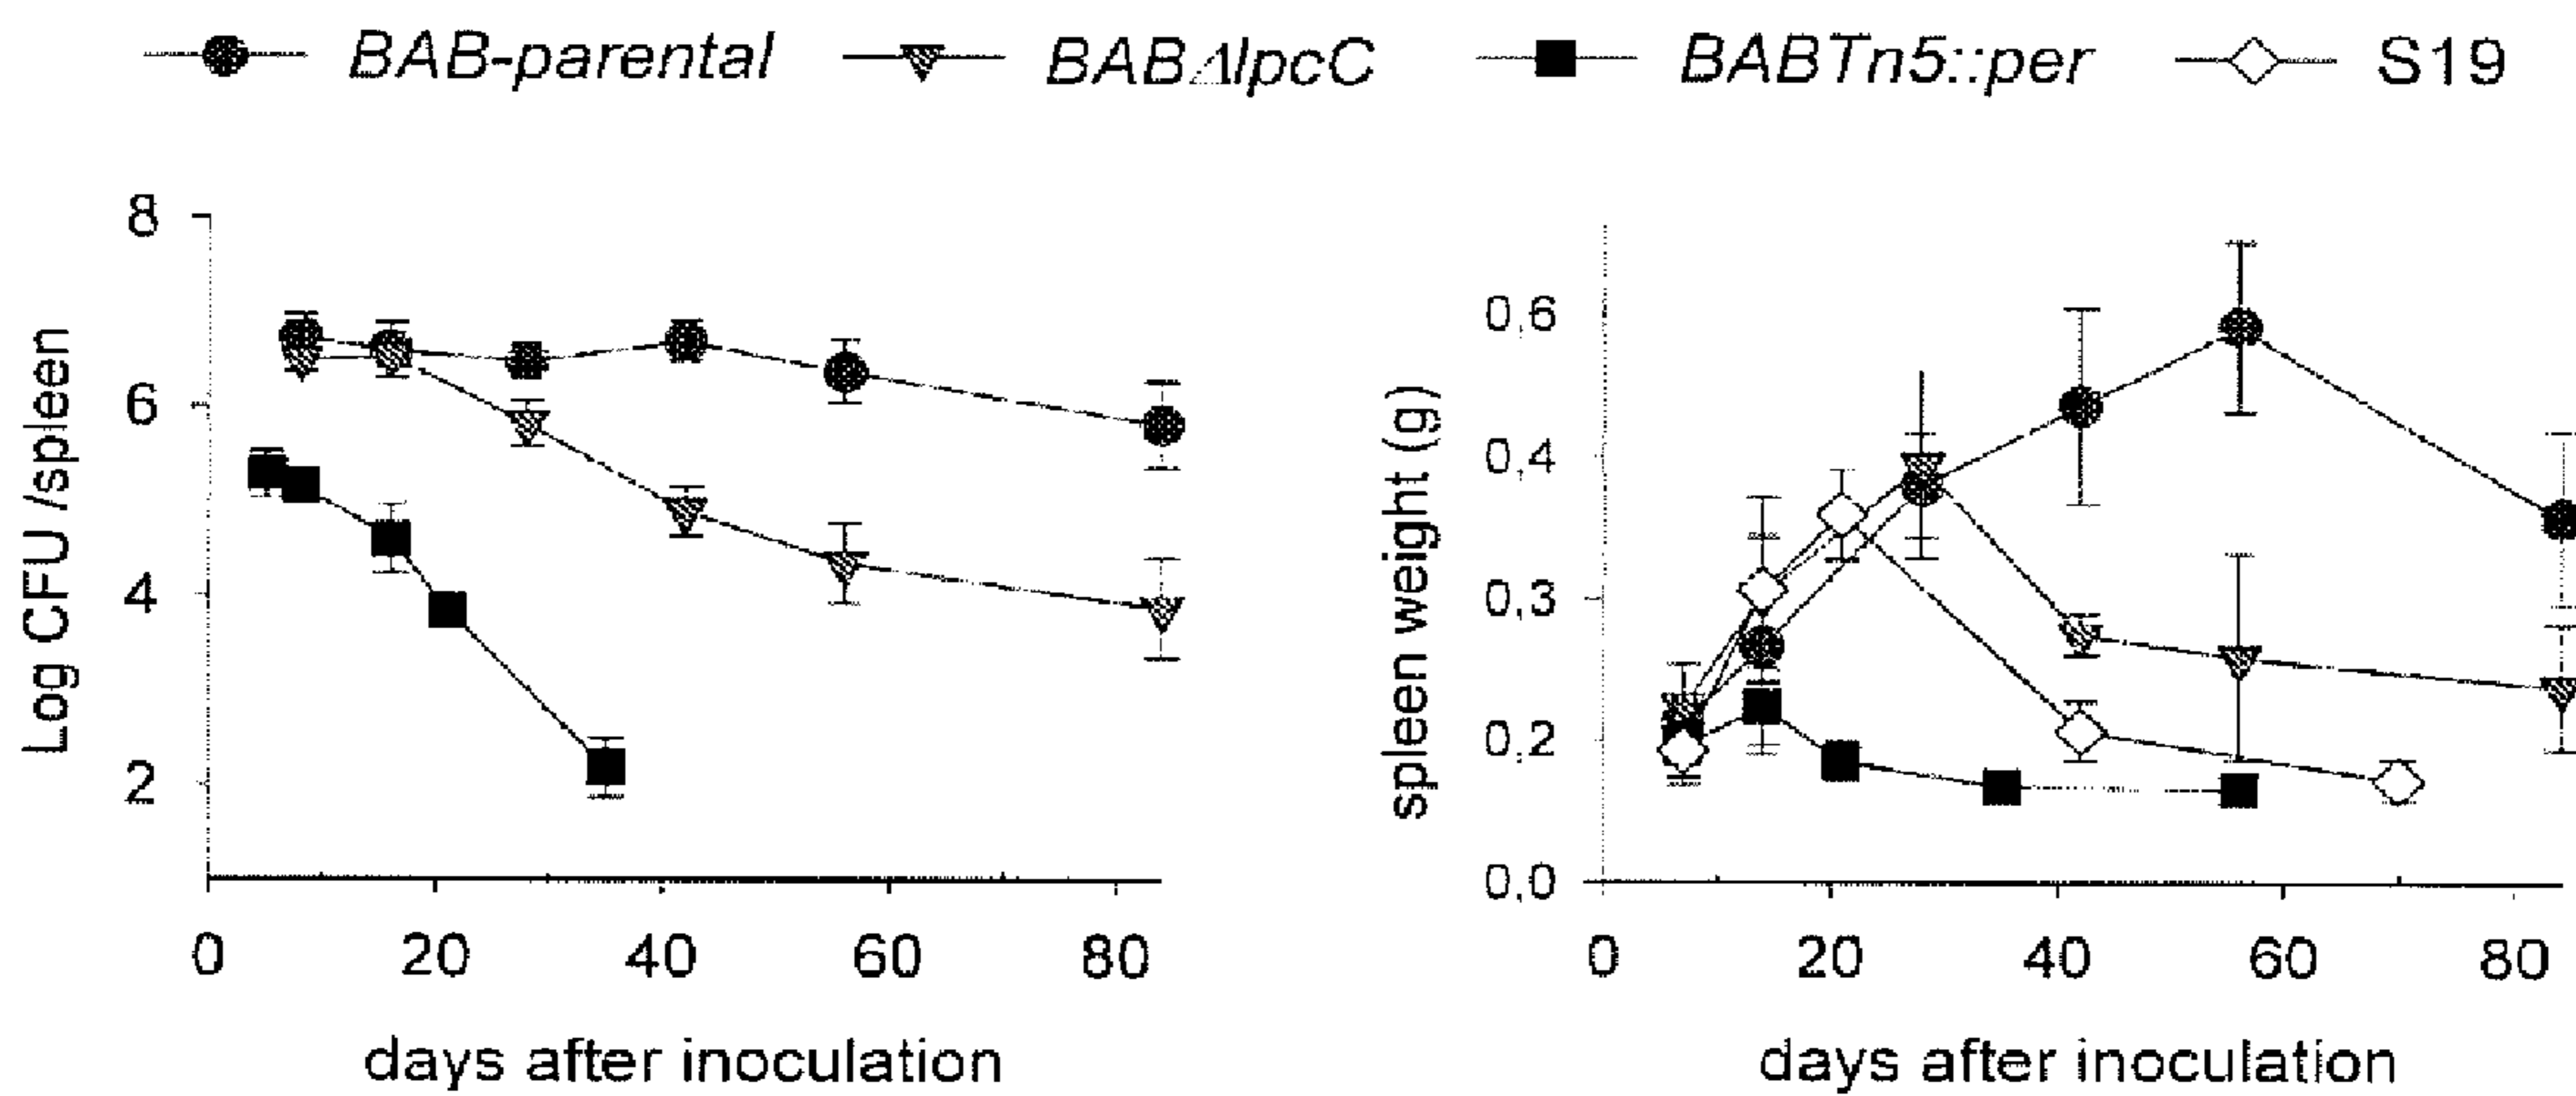 BAB-parental BABΔlpcC BABTn5::per S19
8
6
4
2
Log CFU /spleen
0 20 40 60 80
days after inoculation
0,6
0,4
0,3
0,2
0,0
spleen weight (g)
0 20 40 60 80
days after inoculation